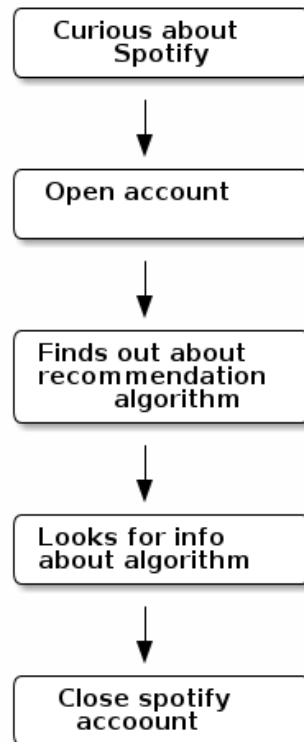 Curious about
Spotify
Open account
Finds out about
recommendation
algorithm
Looks for info
about algorithm
Close spotify
accoount